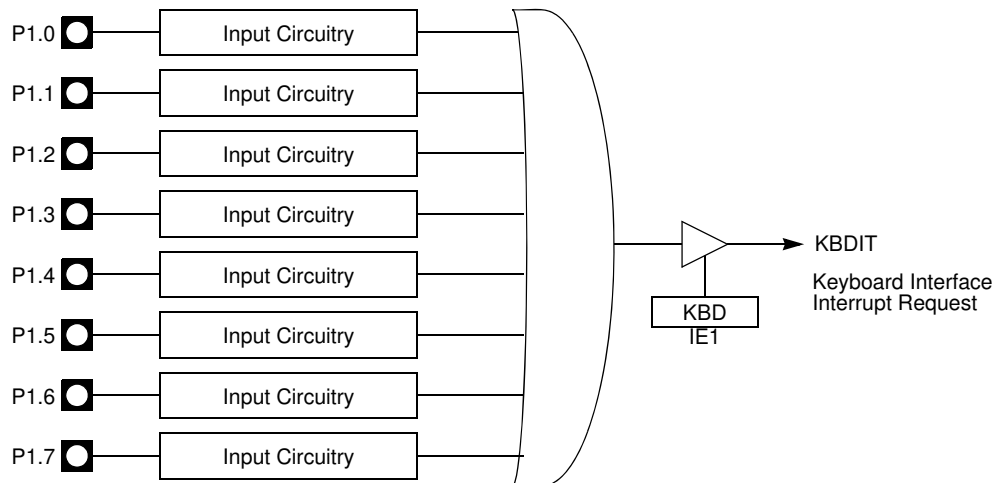 P1.0 Input Circuitry
P1.1 Input Circuitry
P1.2 Input Circuitry
P1.3 Input Circuitry
P1.4 Input Circuitry
P1.5 Input Circuitry
P1.6 Input Circuitry
P1.7 Input Circuitry
KBDIT
Keyboard Interface
Interrupt Request
KBD
IE1